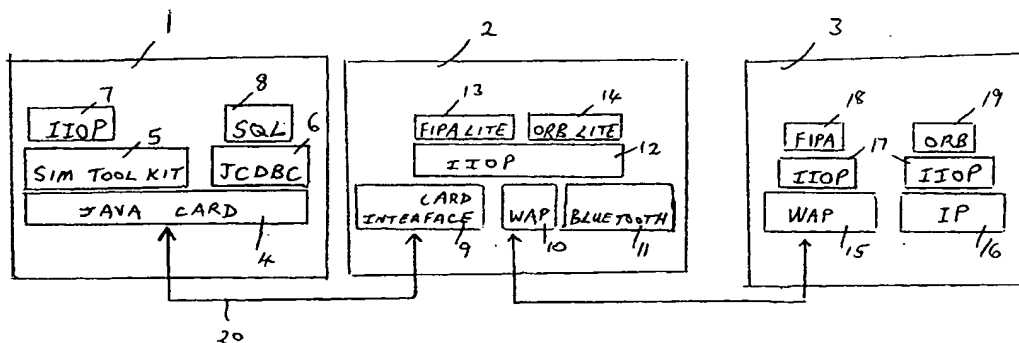 1
2
3
7
IIOP
8
SQL
5
6
SIM TOOL KIT
JCDBC
JAVA CARD
4
13
14
FIPA LITE
ORB LITE
IIOP
12
CARD
INTERFACE
WAP
BLUETOOTH
9
10
11
18
19
FIPA
ORB
17
IIOP
IIOP
WAP
IP
15
16
20